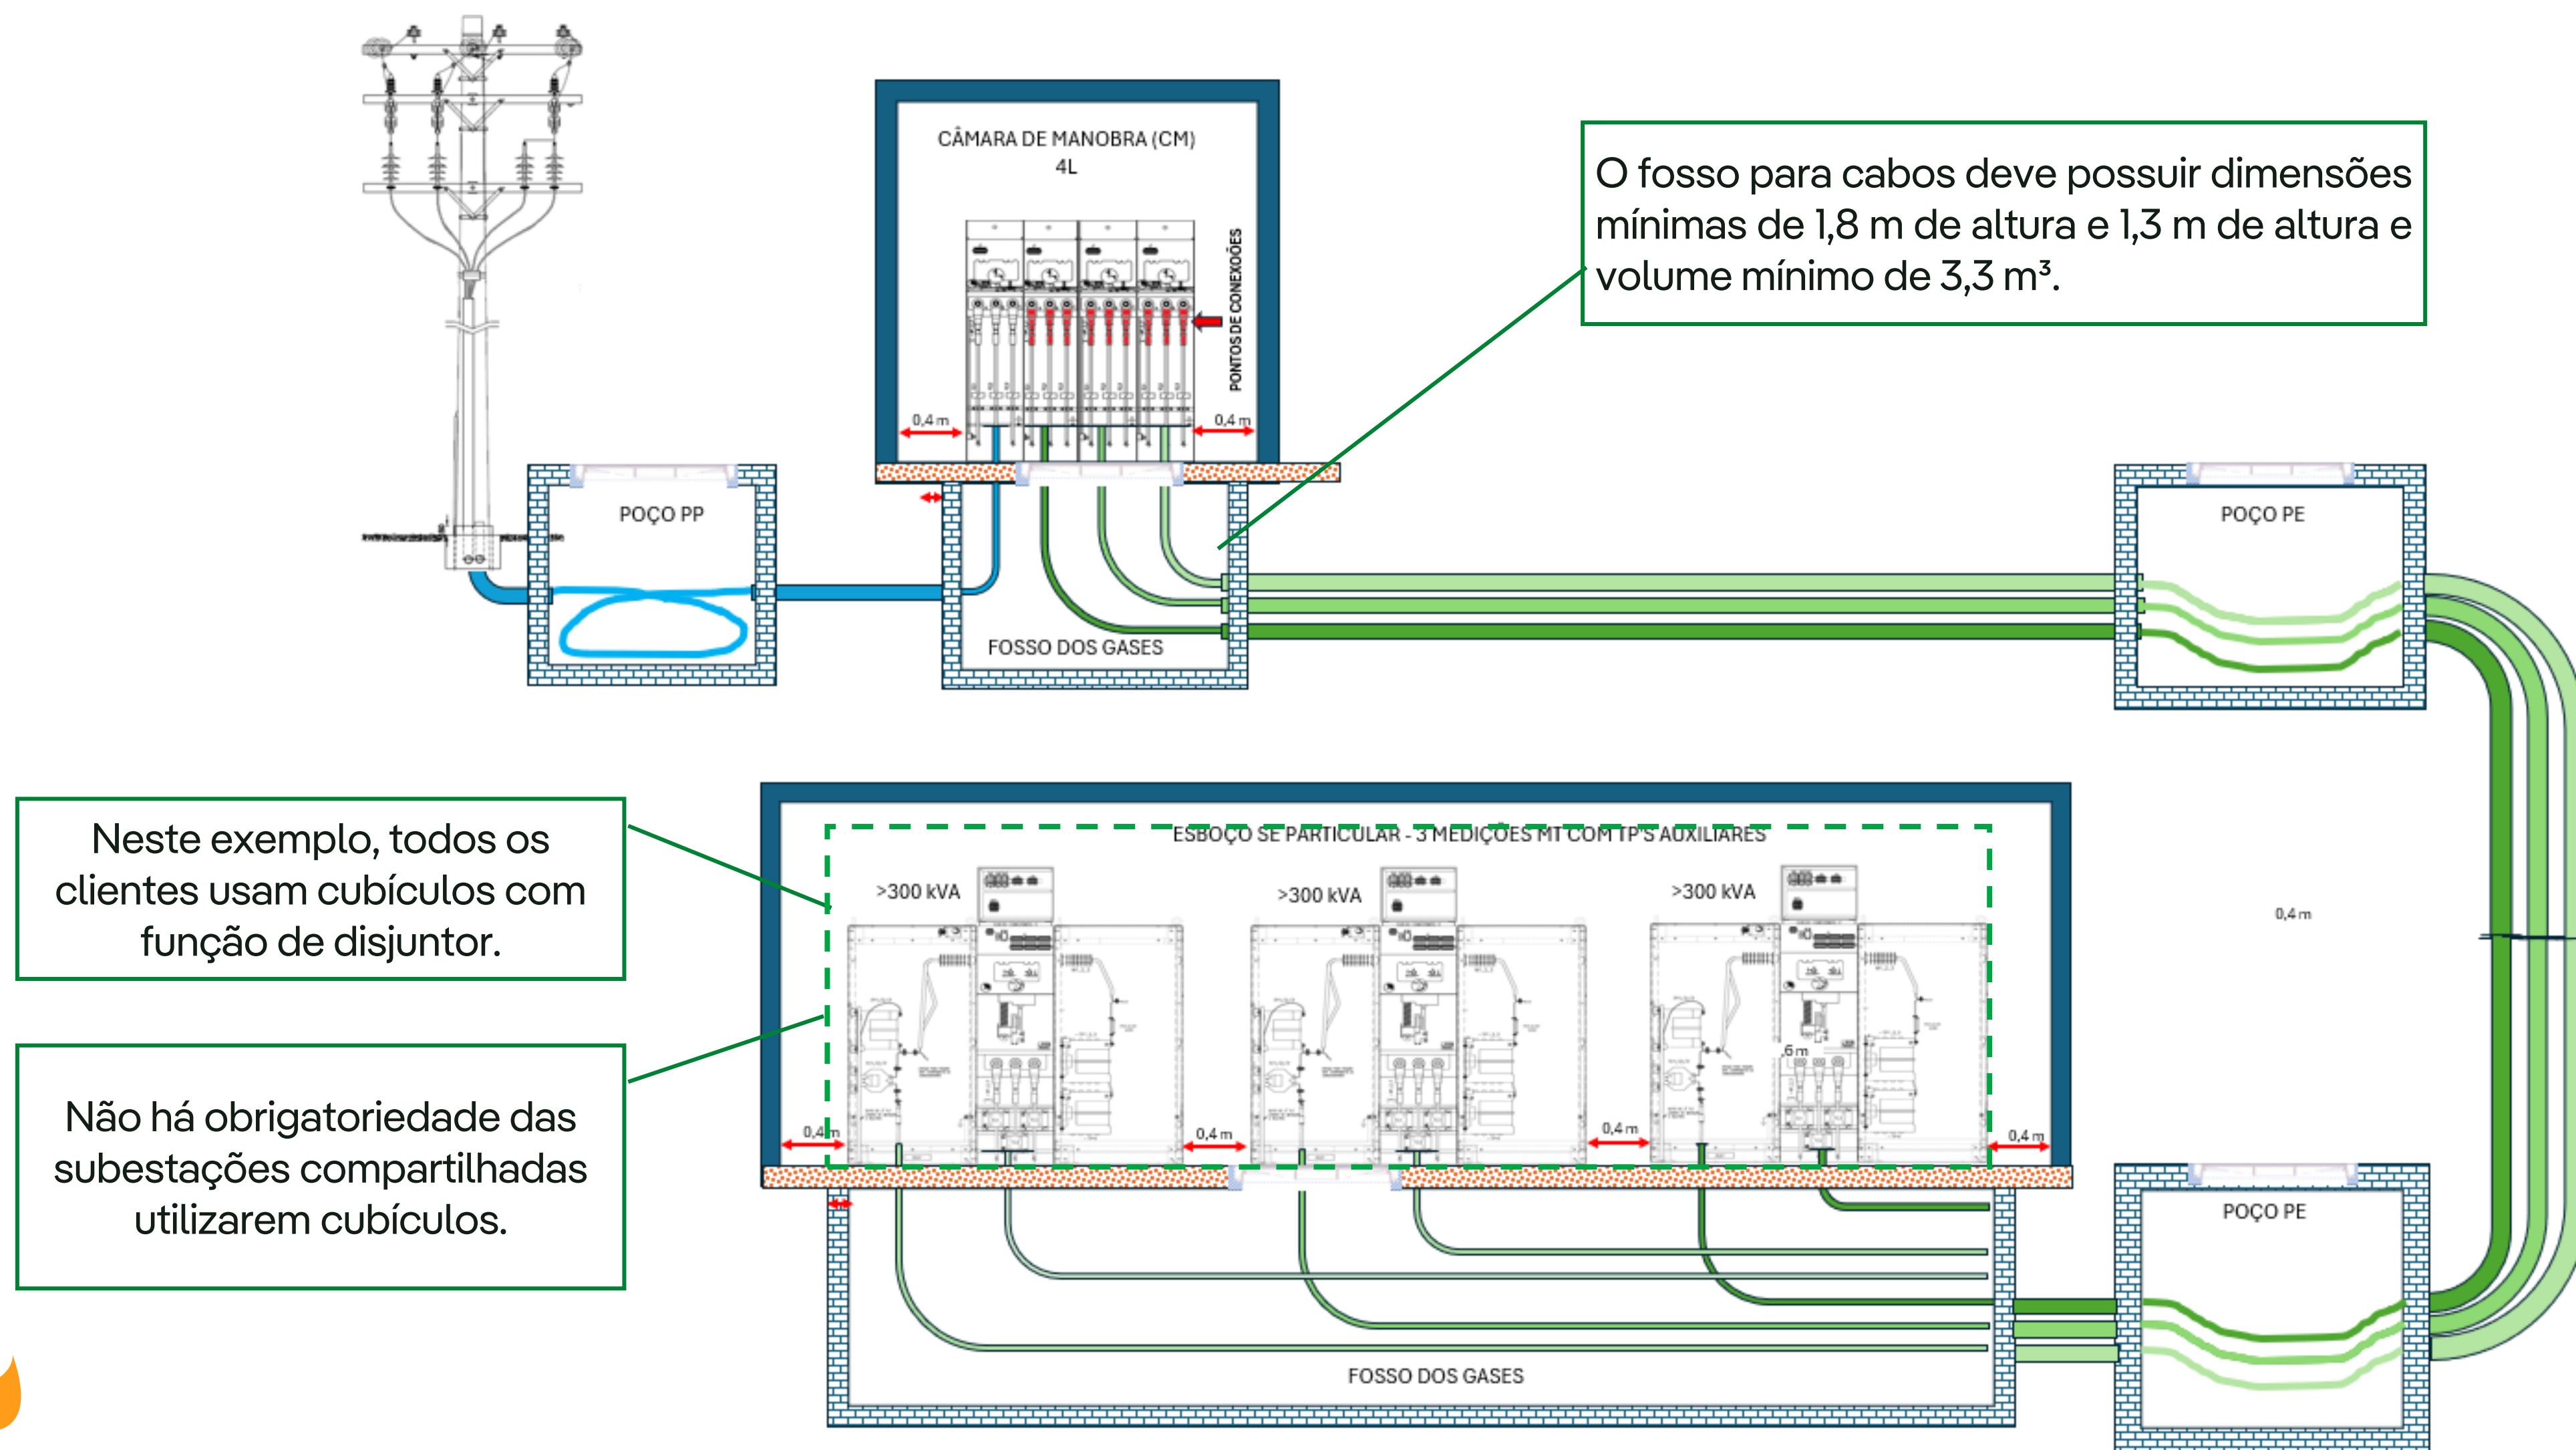 CÂMARA DE MANOBRA (CM)
4L
PONTOS DE CONEXOÕES
0,4 m
0,4 m
O fosso para cabos deve possuir dimensões
mínimas de 1,8 m de altura e 1,3 m de altura e
volume mínimo de 3,3 m³.
POÇO PP
FOSSO DOS GASES
POÇO PE
Neste exemplo, todos os
clientes usam cubículos com
função de disjuntor.
Não há obrigatoriedade das
subestações compartilhadas
utilizarem cubículos.
ESBOÇO SE PARTICULAR - 3 MEDIÇÕES MT COM TP'S AUXILIARES
>300 kVA
>300 kVA
>300 kVA
0,4 m
,6 m
0,4 m
0,4 m
0,4 m
0,4 m
POÇO PE
FOSSO DOS GASES